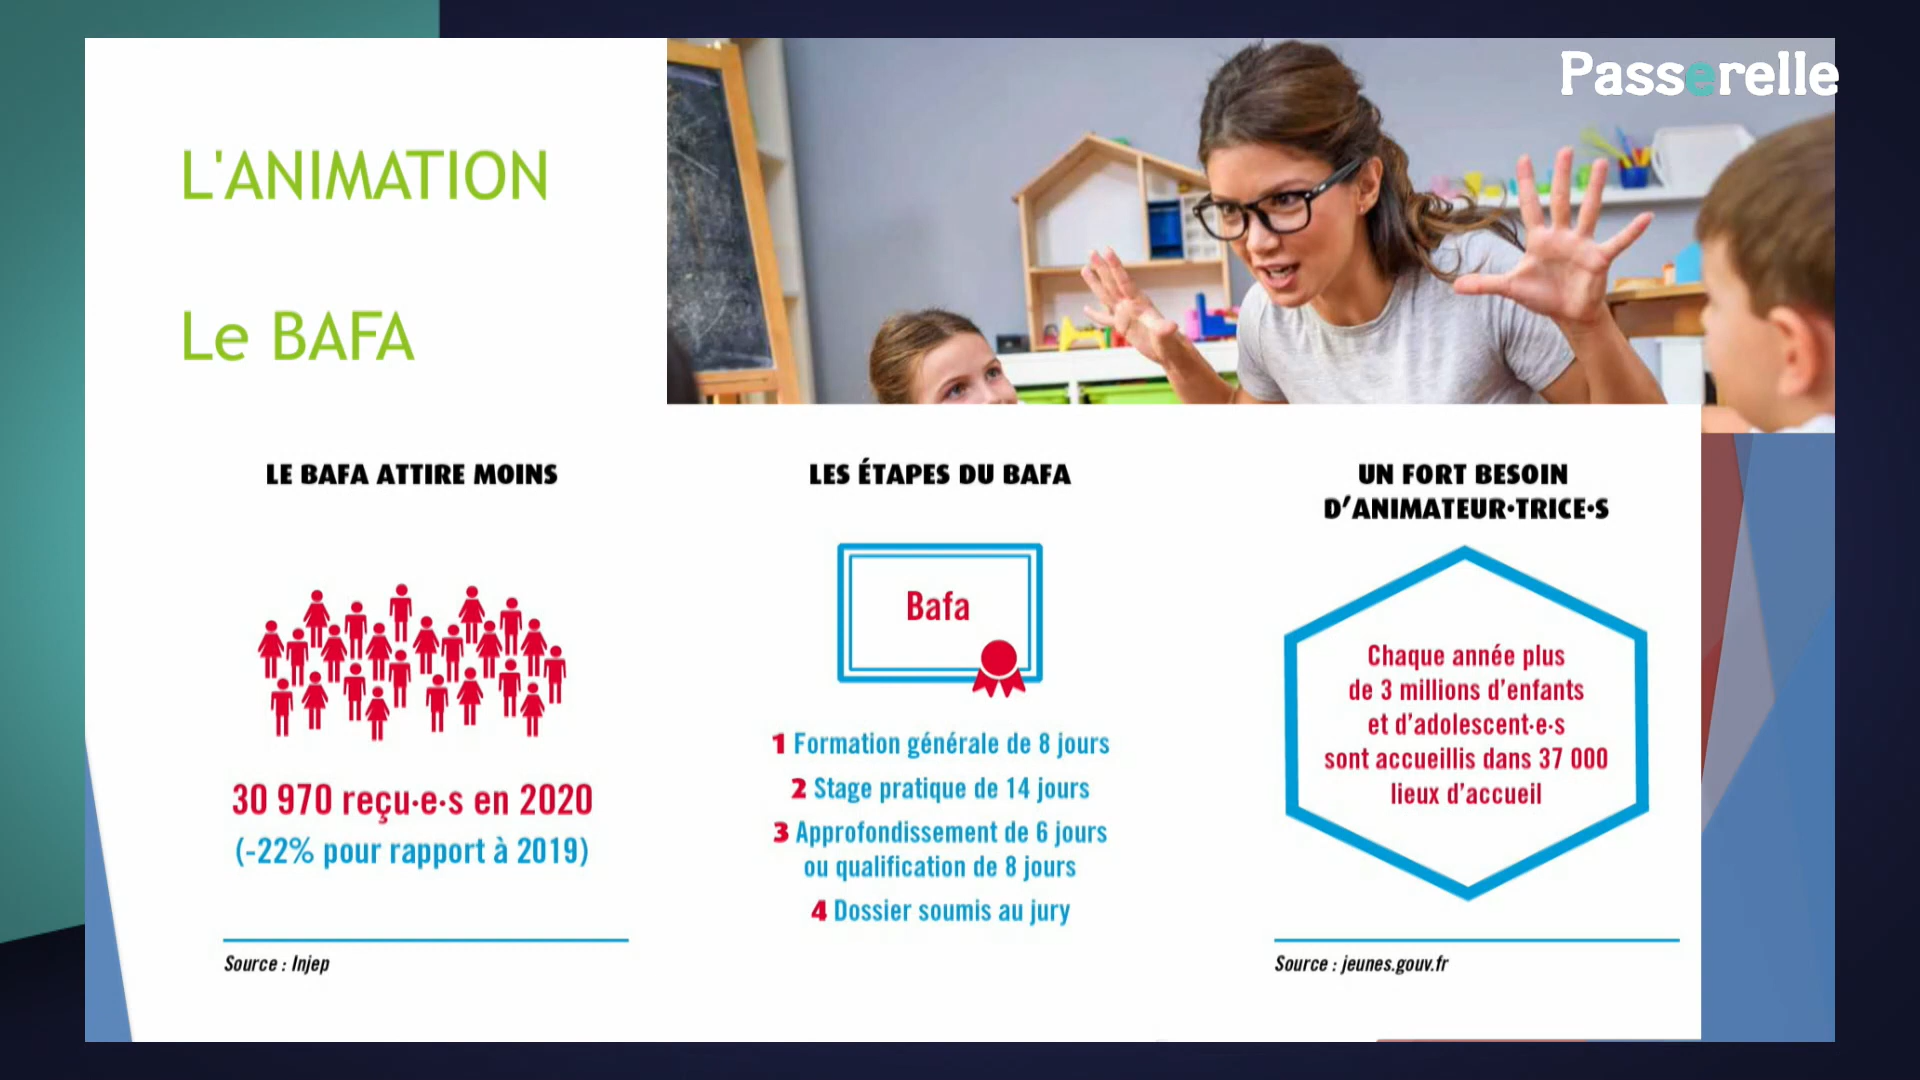 Passerelle
L'ANIMATION
Le BAFA
LE BAFA ATTIRE MOINS
30 970 reçu·e·s en 2020
(-22% pour rapport à 2019)
Source : Injep
LES ÉTAPES DU BAFA
Bafa
1 Formation générale de 8 jours
2 Stage pratique de 14 jours
3 Approfondissement de 6 jours
ou qualification de 8 jours
4 Dossier soumis au jury
UN FORT BESOIN
D’ANIMATEUR·TRICE·S
Chaque année plus
de 3 millions d’enfants
et d’adolescent·e·s
sont accueillis dans 37 000
lieux d’accueil
Source : jeunes.gouv.fr